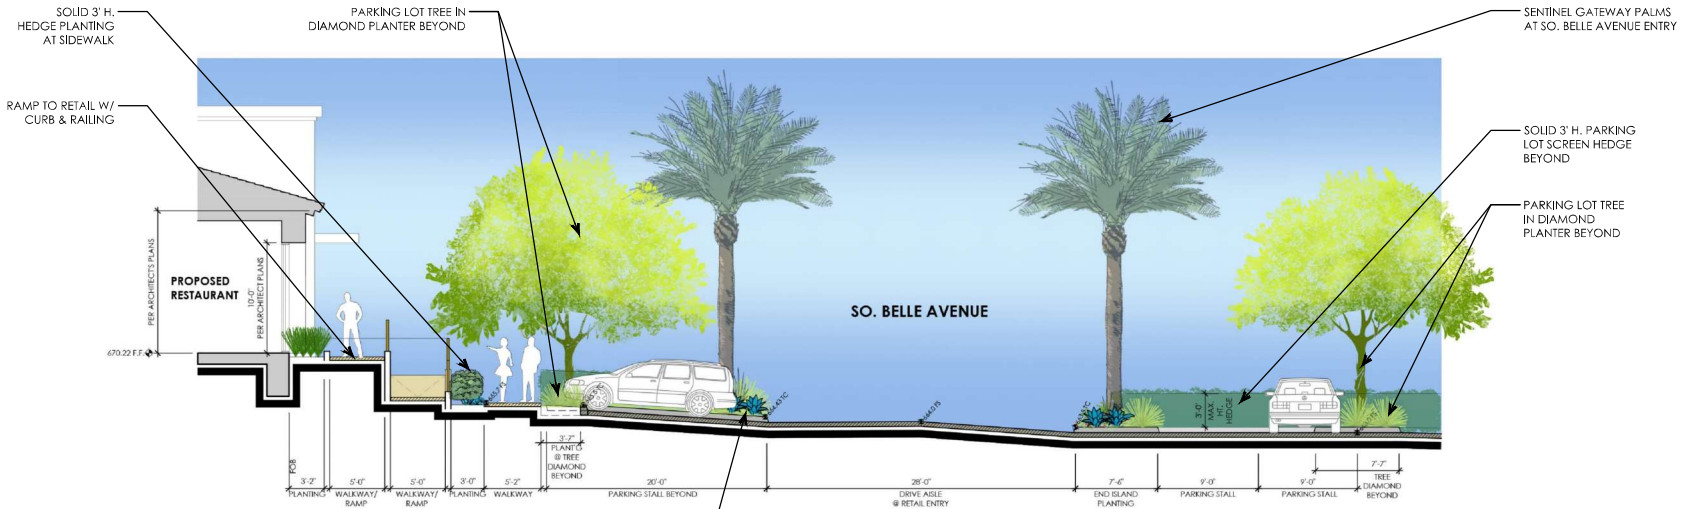 SOLID 3' H.
HEDGE PLANTING
AT SIDEWALK
PARKING LOT TREE IN
DIAMOND PLANTER BEYOND
SENTINEL GATEWAY PALMS
AT SO. BELLE AVENUE ENTRY
RAMP TO RETAIL W/
CURB & RAILING
SOLID 3' H. PARKING
LOT SCREEN HEDGE
BEYOND
PARKING LOT TREE
IN DIAMOND
PLANTER BEYOND
PER ARCHITECTS PLANS
PROPOSED
RESTAURANT
10'-0"
PER ARCHITECT PLANS
SO. BELLE AVENUE
670.22 F.F.
3'-0"
MAX.
HT.
HEDGE
FOB
3'-7"
PLANT'G
@ TREE
DIAMOND
BEYOND
3'-2"
PLANTING
5'-0"
WALKWAY/
RAMP
5'-0"
WALKWAY/
RAMP
3'-0"
PLANTING
5'-2"
WALKWAY
20'-0"
PARKING STALL BEYOND
28'-0"
DRIVE AISLE
@ RETAIL ENTRY
7'-6"
END ISLAND
PLANTING
9'-0"
PARKING STALL
9'-0"
PARKING STALL
7'-7"
TREE
DIAMOND
BEYOND